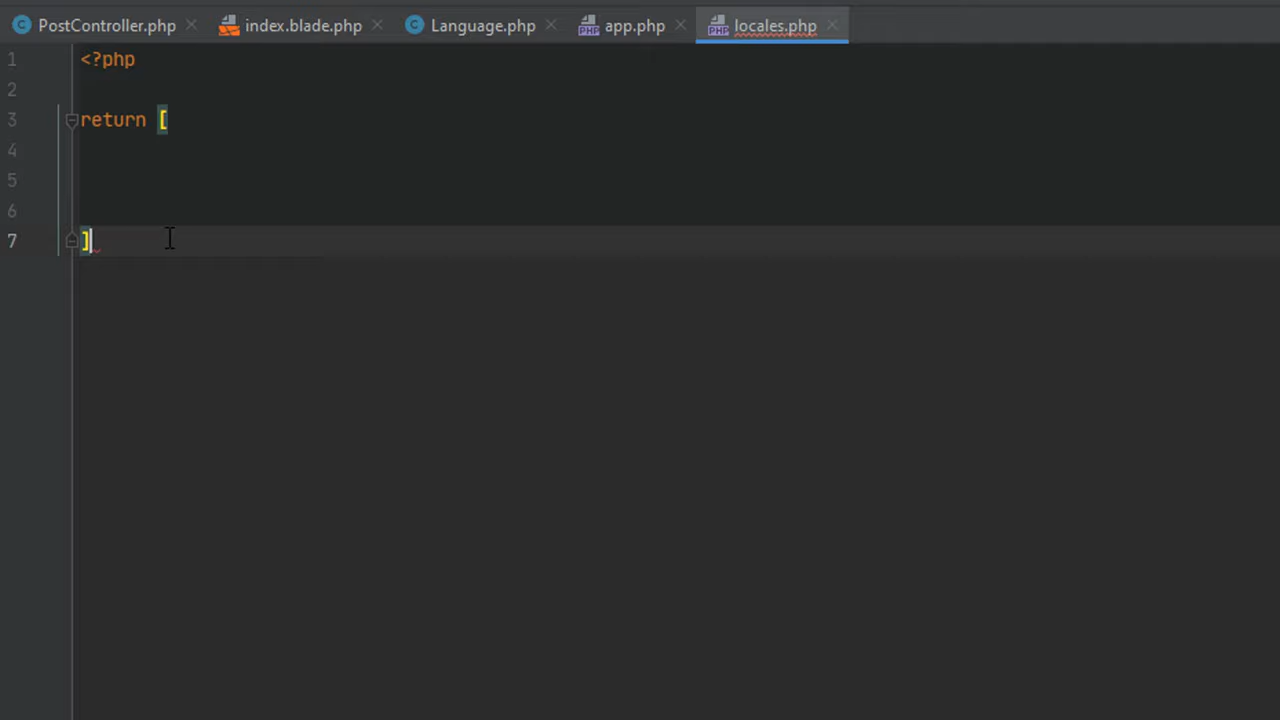 PostController.php index.blade.php Language.php app.php locales.php
1 <?php
2
3 return [
4
5
6
7 ]